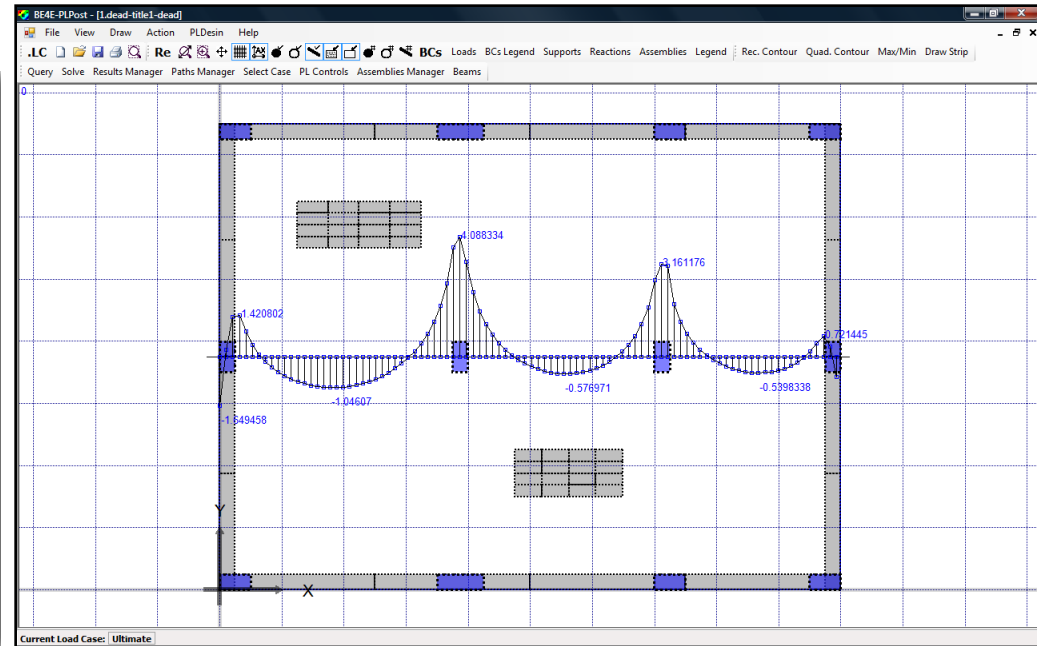 BE4E-PLPost - [1.dead-title1-dead]
File View Draw Action PLDesin Help
.LC Re AX BCs Loads BCs Legend Supports Reactions Assemblies Legend Rec. Contour Quad. Contour Max/Min Draw Strip
Query Solve Results Manager Paths Manager Select Case PL Controls Assemblies Manager Beams
0
4.088334
3.161176
1.420802
0.721445
-0.576971
-0.5398338
-1.04607
-1.649458
Y
X
Current Load Case: Ultimate